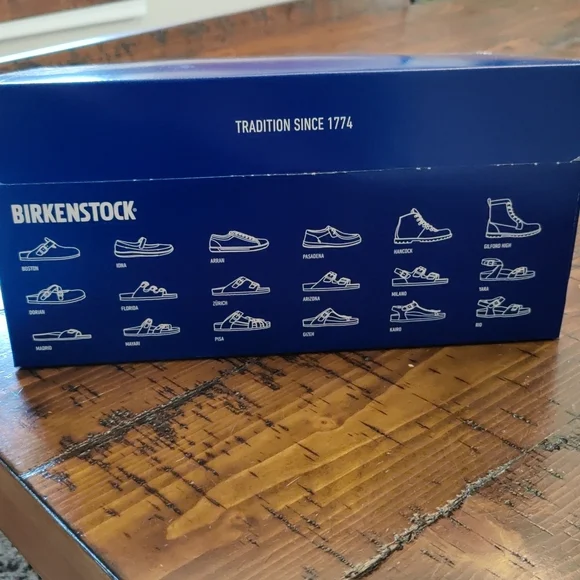 TRADITION SINCE 1774
BIRKENSTOCK
BOSTON IONA ARRAN PASADENA HANCOCK GILFORD HIGH
DORIAN FLORIDA ZÜRICH ARIZONA MILANO YARA
MADRID MAYARI PISA GIZEH KAIRO RIO